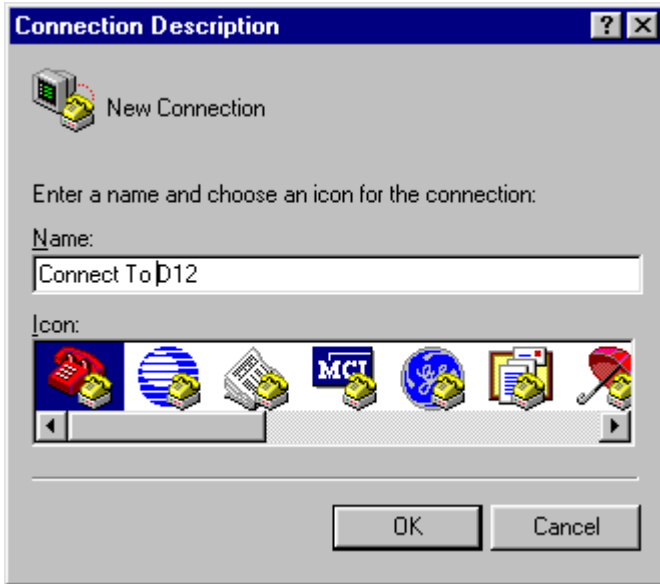 Connection Description
New Connection
Enter a name and choose an icon for the connection:
Name:
Connect To D12
Icon:
MCI
OK Cancel